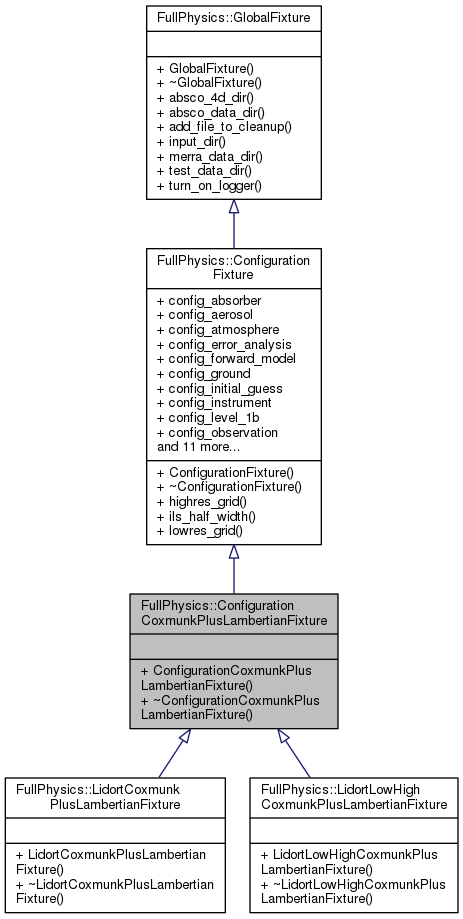 FullPhysics::GlobalFixture
+ GlobalFixture()
+ ~GlobalFixture()
+ absco_4d_dir()
+ absco_data_dir()
+ add_file_to_cleanup()
+ input_dir()
+ merra_data_dir()
+ test_data_dir()
+ turn_on_logger()
FullPhysics::Configuration
Fixture
+ config_absorber
+ config_aerosol
+ config_atmosphere
+ config_error_analysis
+ config_forward_model
+ config_ground
+ config_initial_guess
+ config_instrument
+ config_level_1b
+ config_observation
and 11 more...
+ ConfigurationFixture()
+ ~ConfigurationFixture()
+ highres_grid()
+ ils_half_width()
+ lowres_grid()
FullPhysics::Configuration
CoxmunkPlusLambertianFixture
+ ConfigurationCoxmunkPlus
LambertianFixture()
+ ~ConfigurationCoxmunkPlus
LambertianFixture()
FullPhysics::LidortCoxmunk
PlusLambertianFixture
+ LidortCoxmunkPlusLambertian
Fixture()
+ ~LidortCoxmunkPlusLambertian
Fixture()
FullPhysics::LidortLowHigh
CoxmunkPlusLambertianFixture
+ LidortLowHighCoxmunkPlus
LambertianFixture()
+ ~LidortLowHighCoxmunkPlus
LambertianFixture()